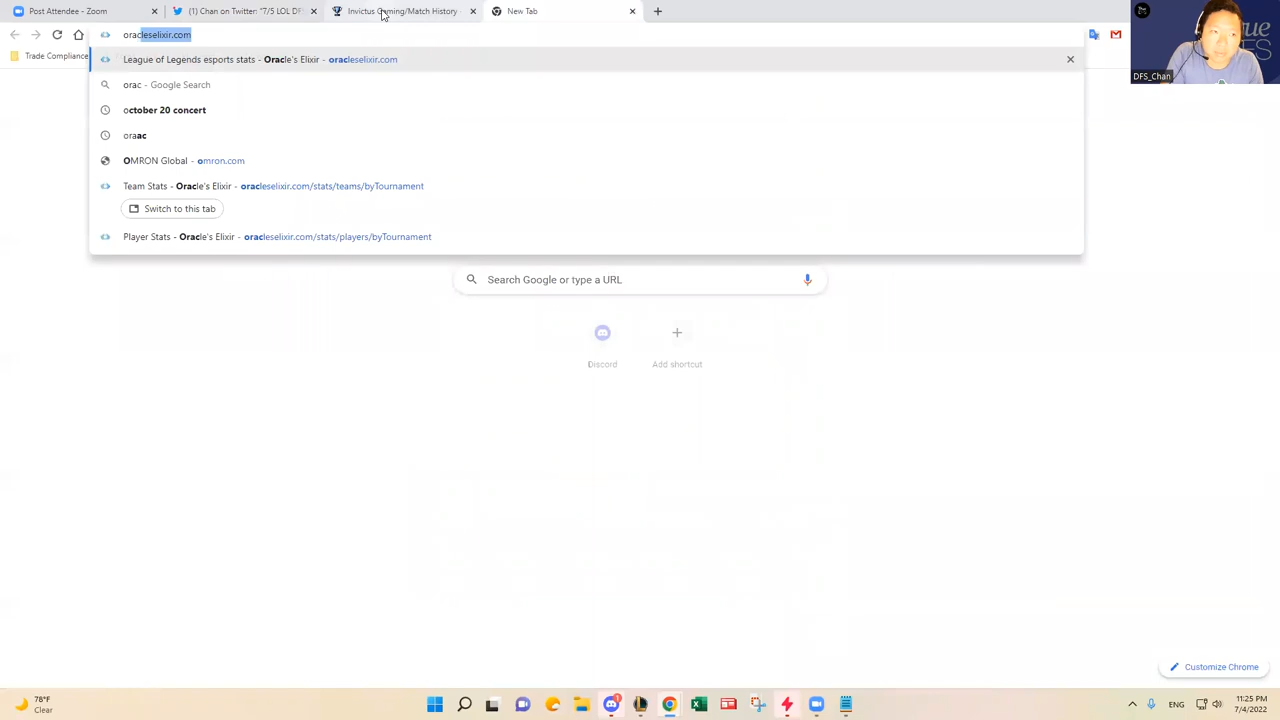 Post Attendee - Zoom
(1) Chan on Twitter: "7/5 LOL DF
Invictus Gaming/Match History
New Tab
oracleselixir.com
Trade Compliance
League of Legends esports stats - Oracle's Elixir - oracleselixir.com
orac - Google Search
october 20 concert
oraac
OMRON Global - omron.com
Team Stats - Oracle's Elixir - oracleselixir.com/stats/teams/byTournament
Switch to this tab
Player Stats - Oracle's Elixir - oracleselixir.com/stats/players/byTournament
DFS_Chan
Search Google or type a URL
Discord
Add shortcut
Customize Chrome
78°F
Clear
1
ENG
11:25 PM
7/4/2022